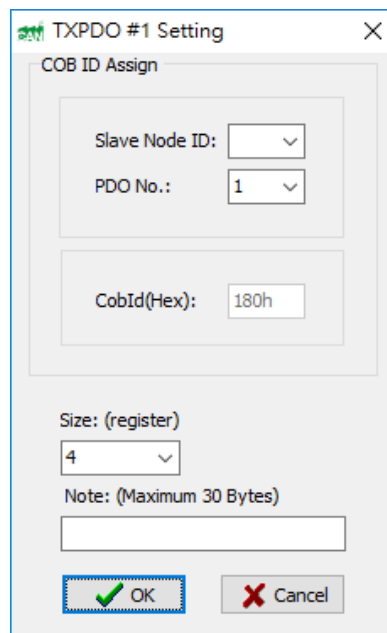 CAN TXPDO #1 Setting
COB ID Assign
Slave Node ID:
PDO No.: 1
CobId(Hex): 180h
Size: (register)
4
Note: (Maximum 30 Bytes)
OK Cancel